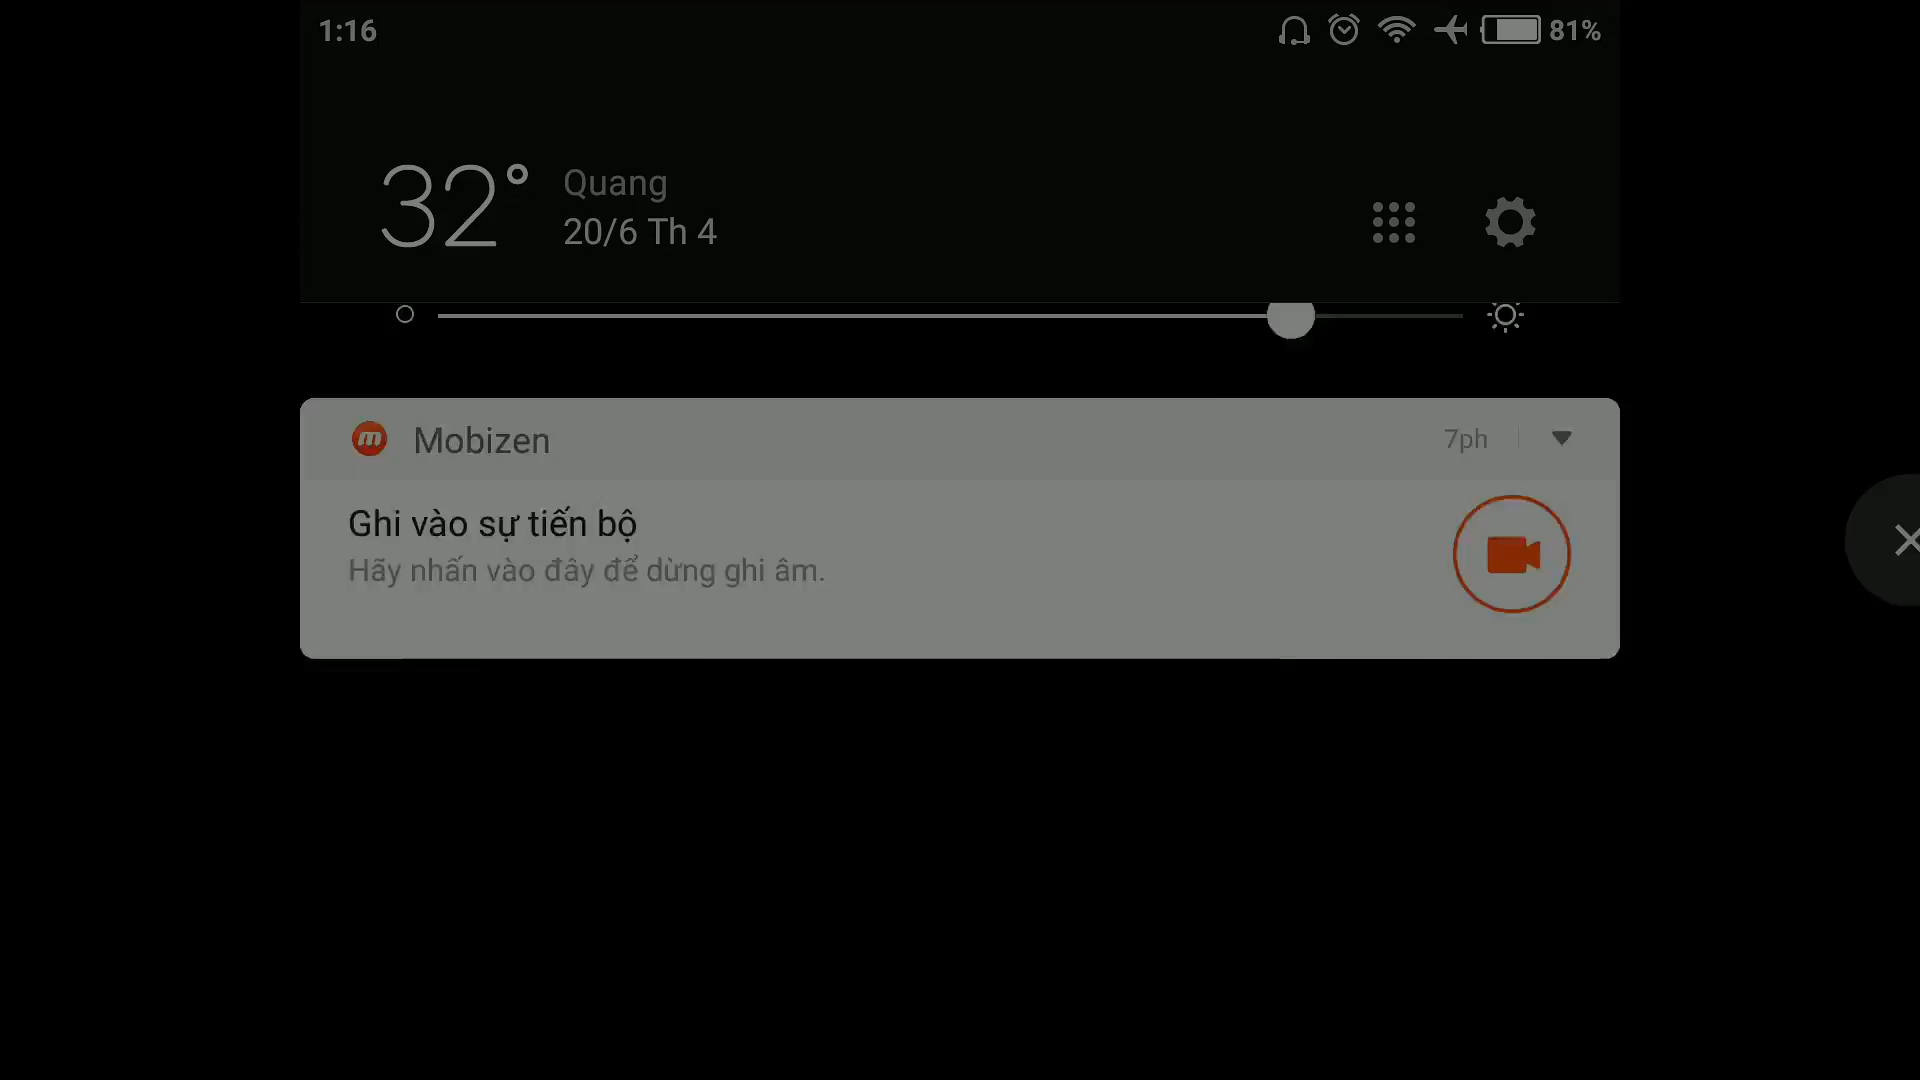 1:16
81%
32°
Quang
20/6 Th 4
Mobizen
7ph
Ghi vào sự tiến bộ
Hãy nhấn vào đây để dừng ghi âm.